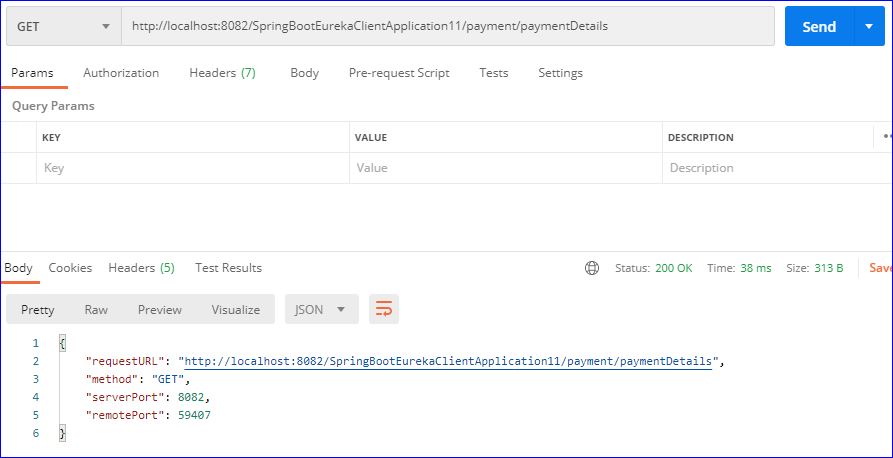 GET http://localhost:8082/SpringBootEurekaClientApplication11/payment/paymentDetails Send
Params Authorization Headers (7) Body Pre-request Script Tests Settings
Query Params
KEY VALUE DESCRIPTION
Key Value Description
Body Cookies Headers (5) Test Results Status: 200 OK Time: 38 ms Size: 313 B Save
Pretty Raw Preview Visualize JSON
1 {
2 "requestURL": "http://localhost:8082/SpringBootEurekaClientApplication11/payment/paymentDetails",
3 "method": "GET",
4 "serverPort": 8082,
5 "remotePort": 59407
6 }